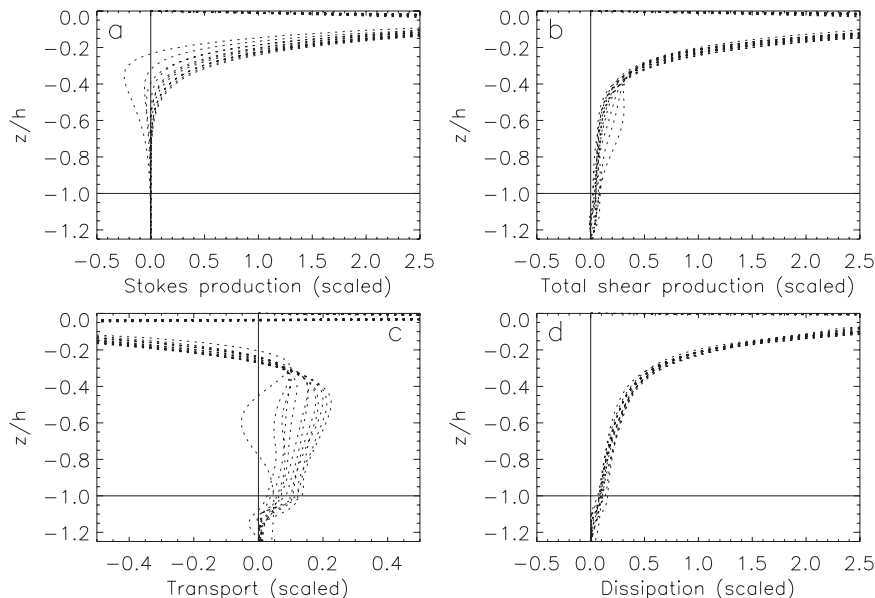 a
0.0
−0.2
−0.4
−0.6
−0.8
−1.0
−1.2
z/h
−0.5 0.0 0.5 1.0 1.5 2.0 2.5
Stokes production (scaled)
b
0.0
−0.2
−0.4
−0.6
−0.8
−1.0
−1.2
z/h
−0.5 0.0 0.5 1.0 1.5 2.0 2.5
Total shear production (scaled)
c
0.0
−0.2
−0.4
−0.6
−0.8
−1.0
−1.2
z/h
−0.4 −0.2 0.0 0.2 0.4
Transport (scaled)
d
0.0
−0.2
−0.4
−0.6
−0.8
−1.0
−1.2
z/h
−0.5 0.0 0.5 1.0 1.5 2.0 2.5
Dissipation (scaled)